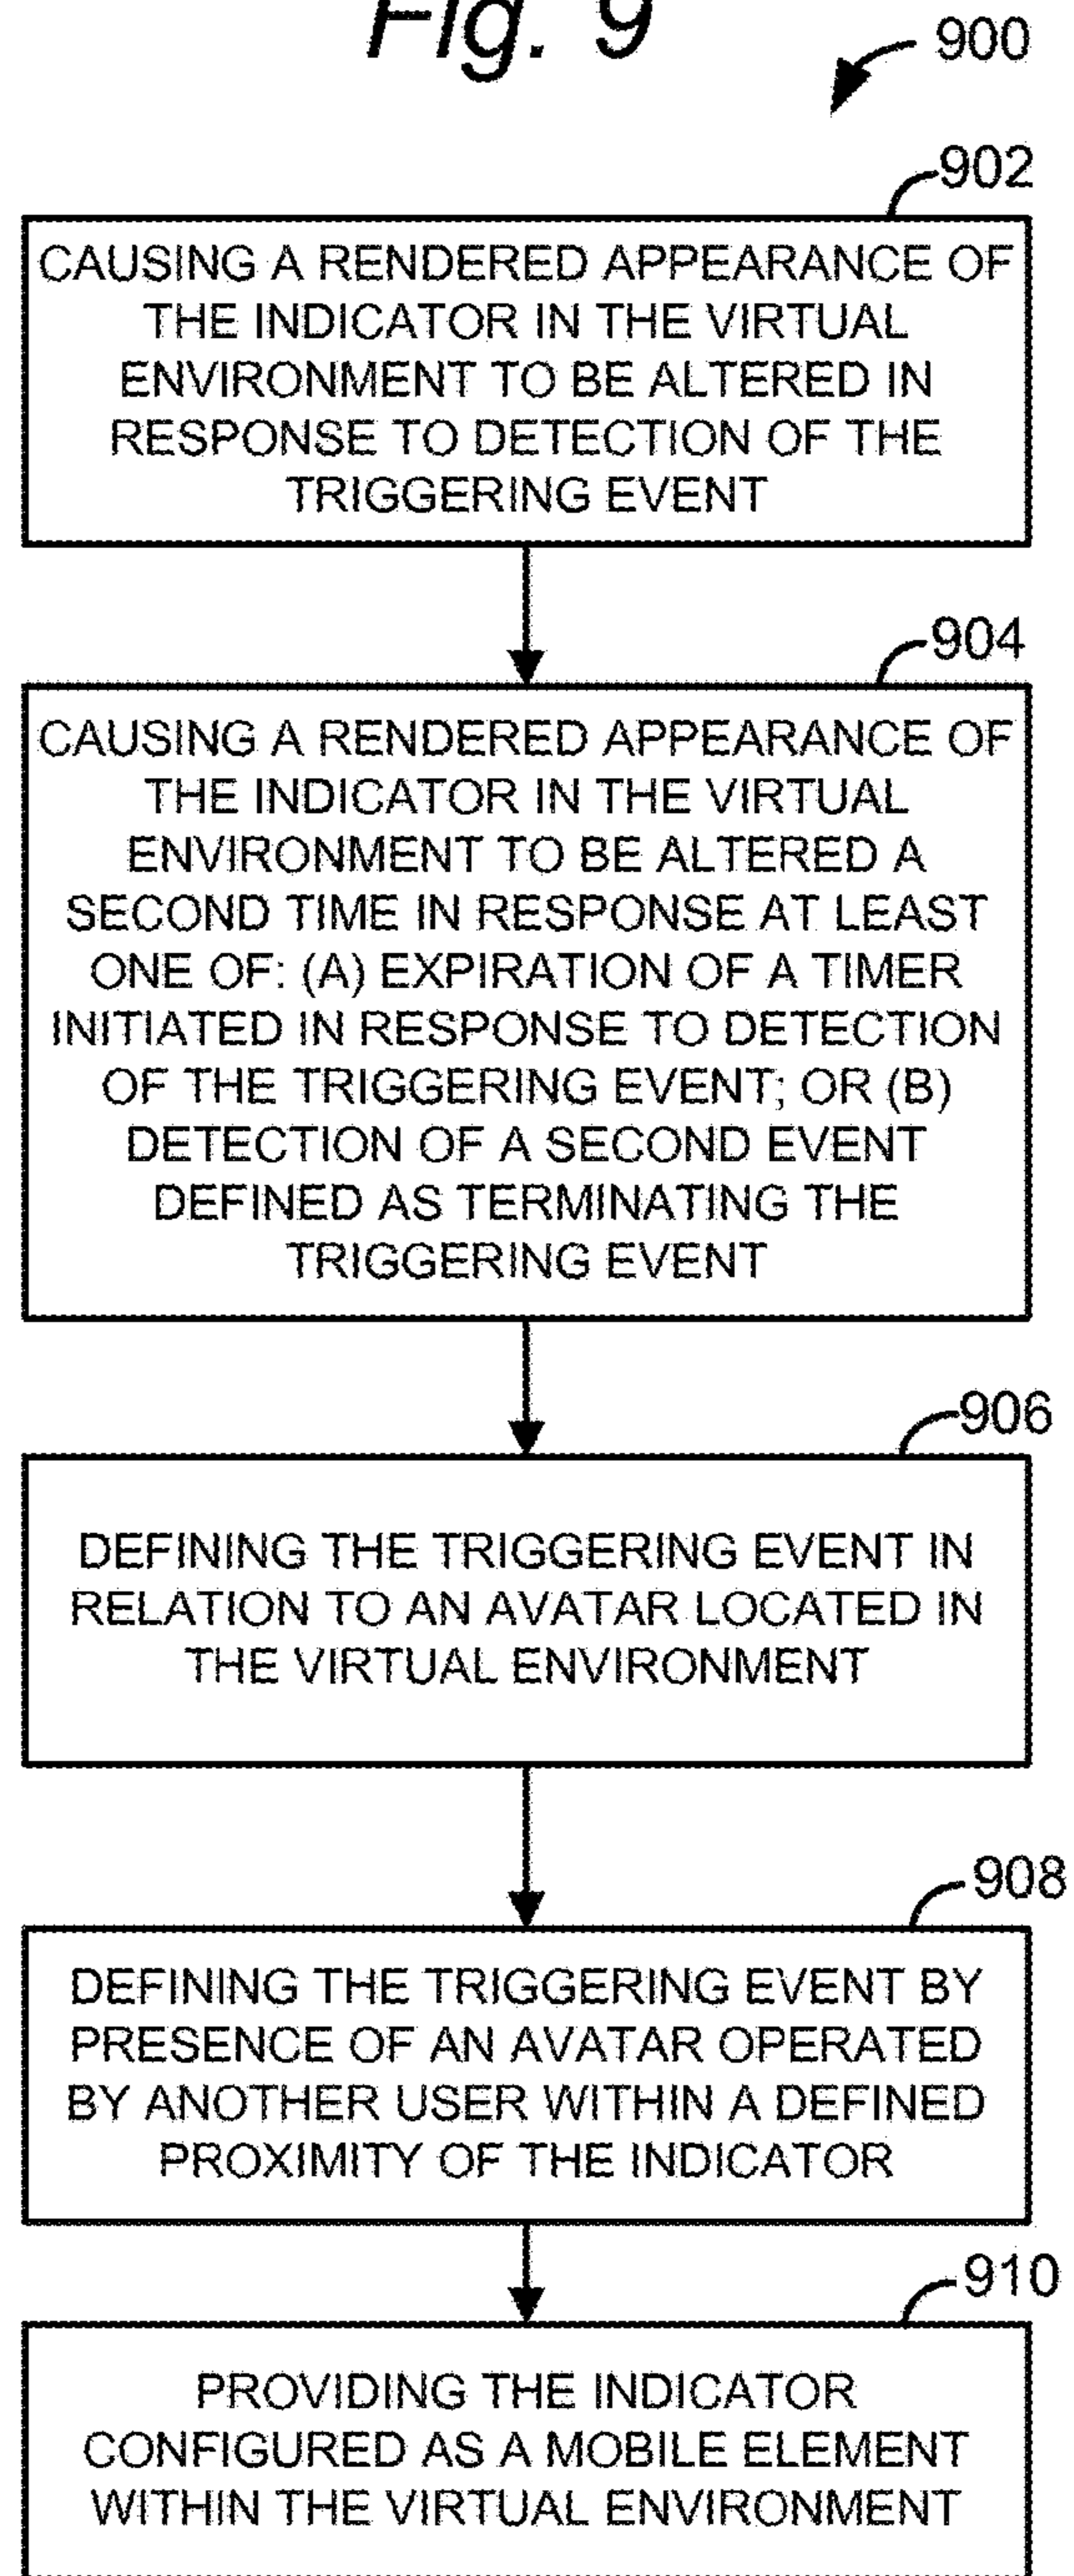 Fig. 9
900
902
CAUSING A RENDERED APPEARANCE OF
THE INDICATOR IN THE VIRTUAL
ENVIRONMENT TO BE ALTERED IN
RESPONSE TO DETECTION OF THE
TRIGGERING EVENT
904
CAUSING A RENDERED APPEARANCE OF
THE INDICATOR IN THE VIRTUAL
ENVIRONMENT TO BE ALTERED A
SECOND TIME IN RESPONSE AT LEAST
ONE OF: (A) EXPIRATION OF A TIMER
INITIATED IN RESPONSE TO DETECTION
OF THE TRIGGERING EVENT; OR (B)
DETECTION OF A SECOND EVENT
DEFINED AS TERMINATING THE
TRIGGERING EVENT
906
DEFINING THE TRIGGERING EVENT IN
RELATION TO AN AVATAR LOCATED IN
THE VIRTUAL ENVIRONMENT
908
DEFINING THE TRIGGERING EVENT BY
PRESENCE OF AN AVATAR OPERATED
BY ANOTHER USER WITHIN A DEFINED
PROXIMITY OF THE INDICATOR
910
PROVIDING THE INDICATOR
CONFIGURED AS A MOBILE ELEMENT
WITHIN THE VIRTUAL ENVIRONMENT